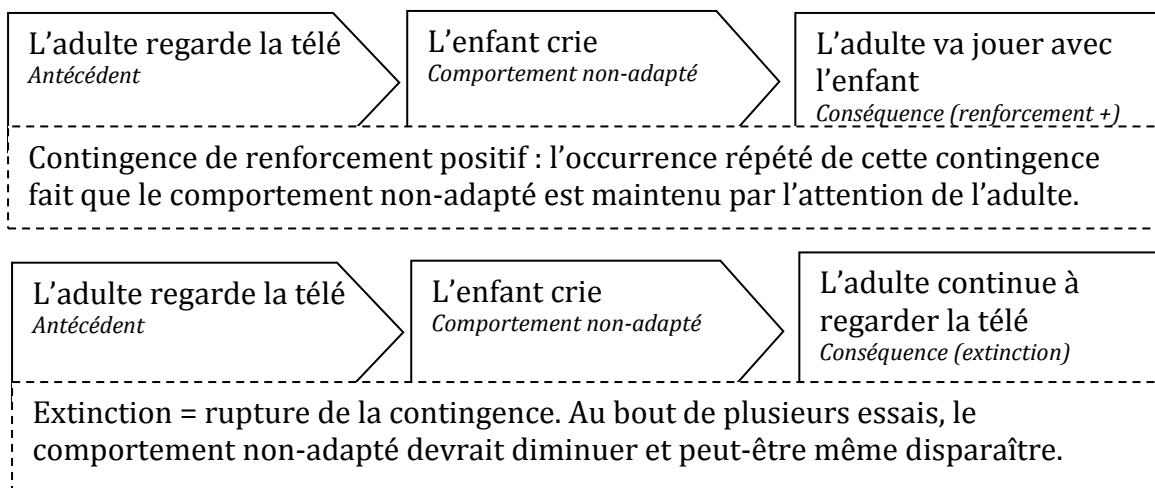 L’adulte regarde la télé
Antécédent
L’enfant crie
Comportement non-adapté
L’adulte va jouer avec
l’enfant
Conséquence (renforcement +)
Contingence de renforcement positif : l’occurrence répété de cette contingence
fait que le comportement non-adapté est maintenu par l’attention de l’adulte.
L’adulte regarde la télé
Antécédent
L’enfant crie
Comportement non-adapté
L’adulte continue à
regarder la télé
Conséquence (extinction)
Extinction = rupture de la contingence. Au bout de plusieurs essais, le
comportement non-adapté devrait diminuer et peut-être même disparaître.